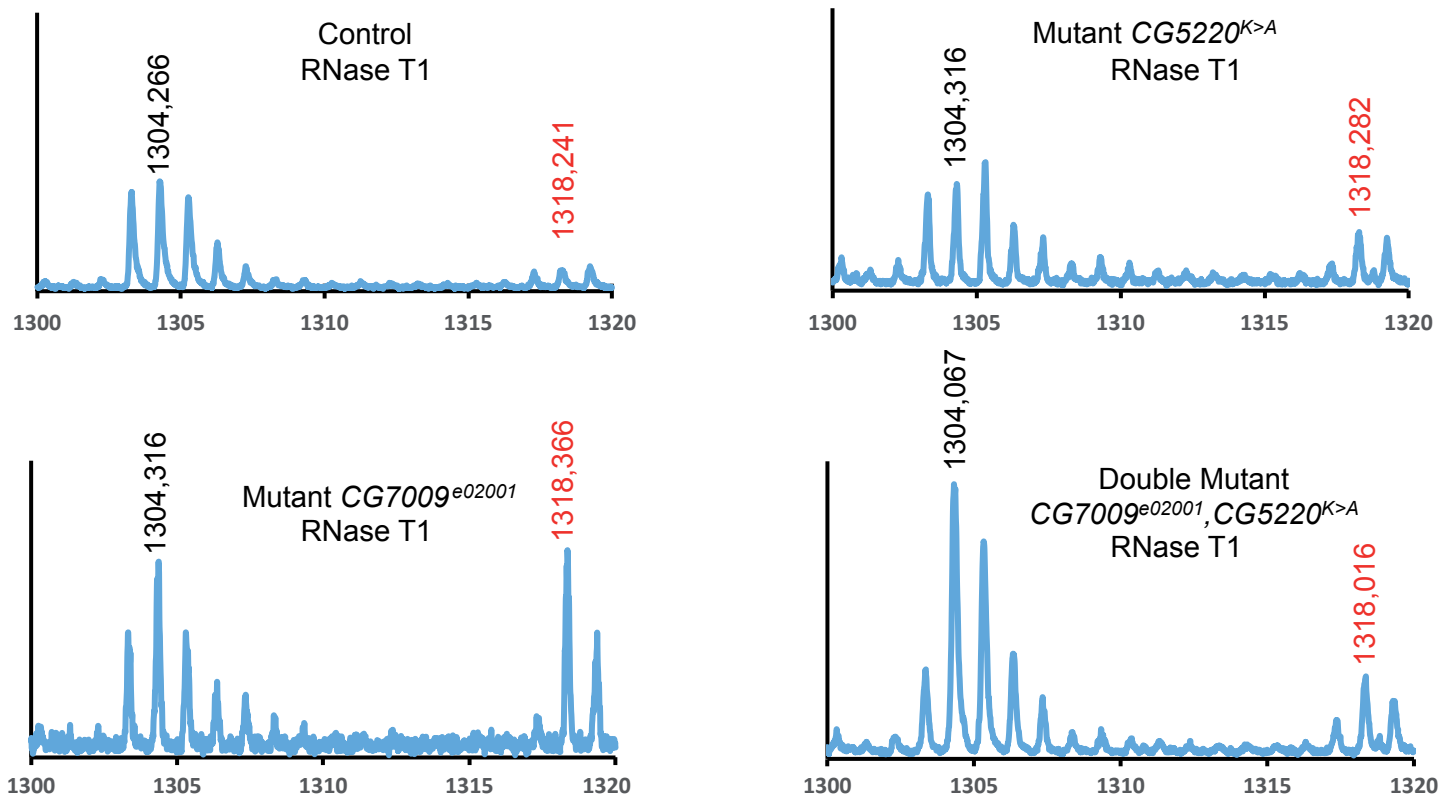 Control
RNase T1
1304,266
1318,241
1300 1305 1310 1315 1320
Mutant CG5220K>A
RNase T1
1304,316
1318,282
1300 1305 1310 1315 1320
Mutant CG7009e02001
RNase T1
1304,316
1318,366
1300 1305 1310 1315 1320
Double Mutant
CG7009e02001,CG5220K>A
RNase T1
1304,067
1318,016
1300 1305 1310 1315 1320